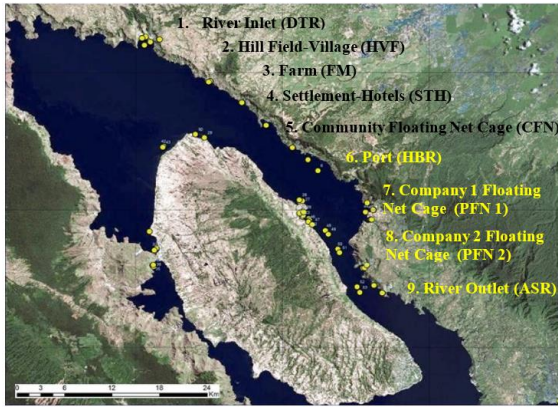 1. River Inlet (DTR)
2. Hill Field-Village (HVF)
3. Farm (FM)
4. Settlement-Hotels (STH)
5. Community Floating Net Cage (CFN)
6. Port (HBR)
7. Company 1 Floating
Net Cage (PFN 1)
8. Company 2 Floating
Net Cage (PFN 2)
9. River Outlet (ASR)
0 3 6 12 18 24
Km